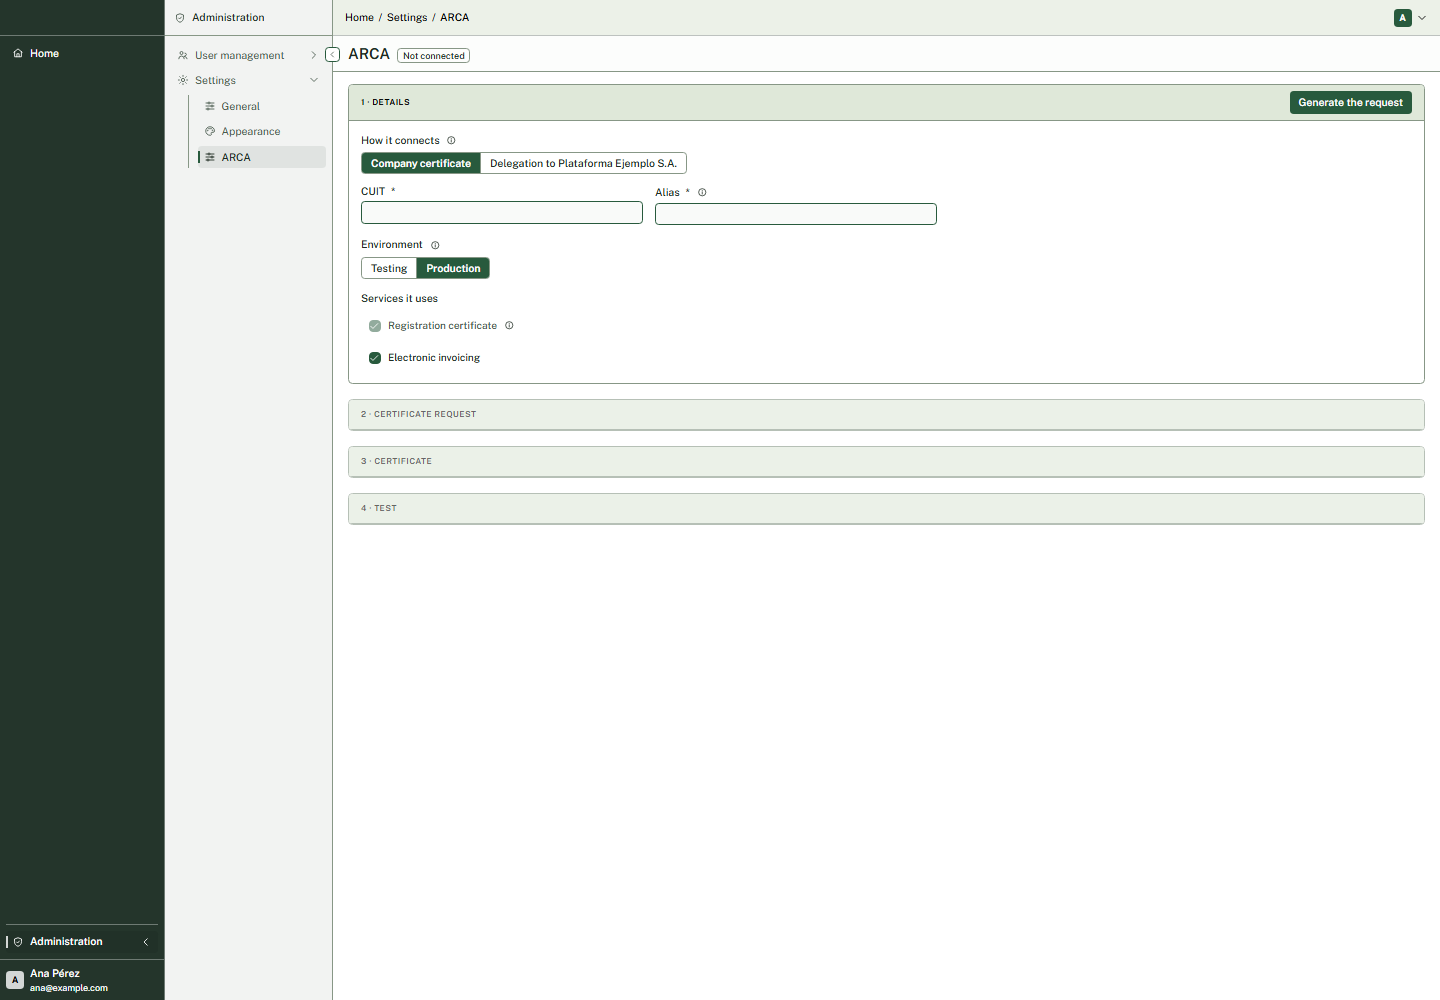 Home
Administration
User management
Settings
General
Appearance
ARCA
Administration
A
Ana Pérez
ana@example.com
Home / Settings / ARCA
A
ARCA
Not connected
1 · DETAILS
Generate the request
How it connects
Company certificate
Delegation to Plataforma Ejemplo S.A.
CUIT *
Alias *
Environment
Testing
Production
Services it uses
Registration certificate
Electronic invoicing
2 · CERTIFICATE REQUEST
3 · CERTIFICATE
4 · TEST